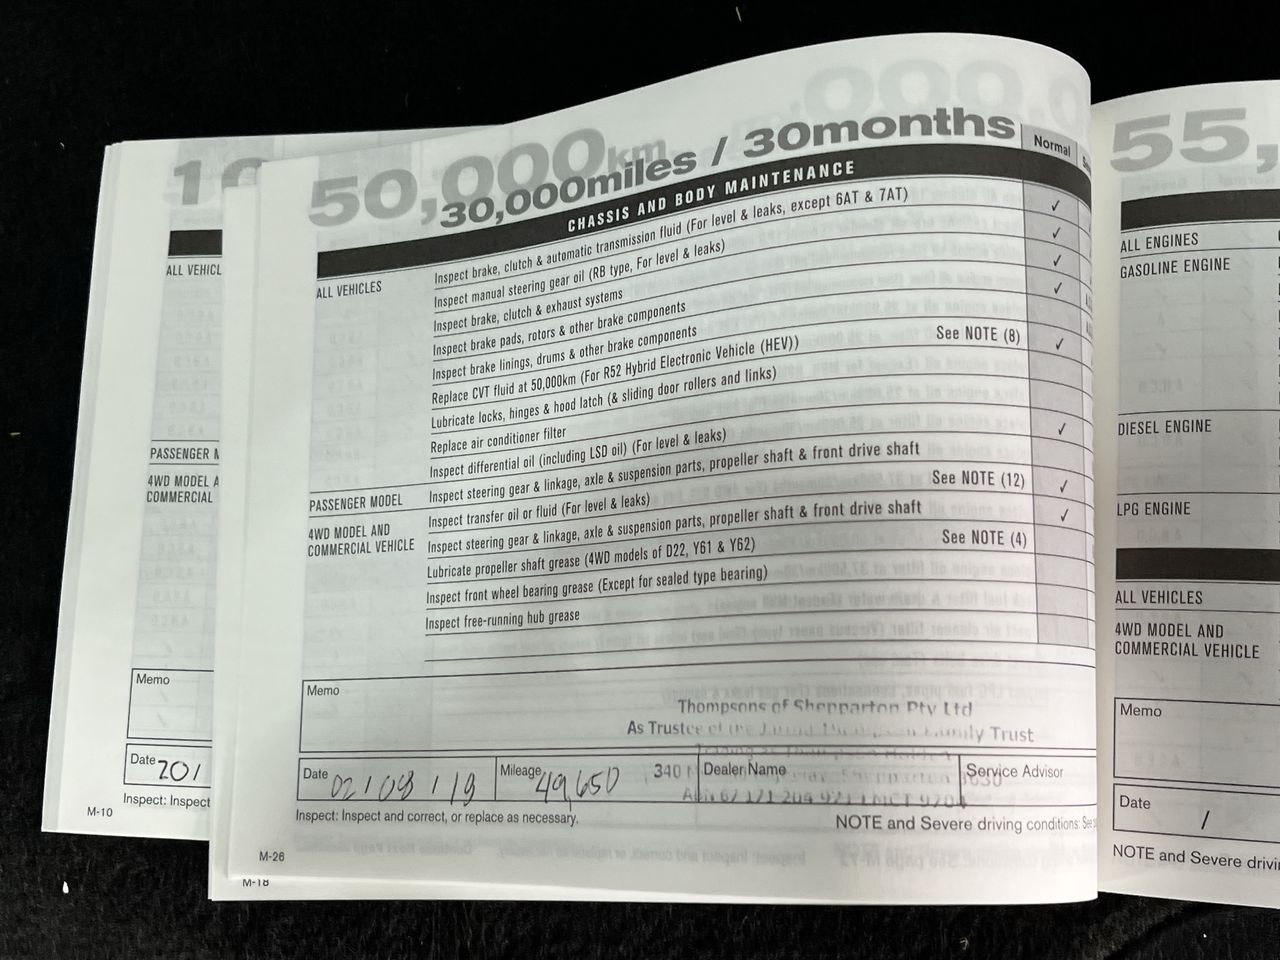 10
ALL VEHICL
PASSENGER M
4WD MODEL A
COMMERCIAL
Memo
Date 201
Inspect: Inspect
M-10
50,000km
30,000miles / 30months
Normal
CHASSIS AND BODY MAINTENANCE
ALL VEHICLES
Inspect brake, clutch & automatic transmission fluid (For level & leaks, except 6AT & 7AT) ✓
Inspect manual steering gear oil (RB type, For level & leaks) ✓
Inspect brake, clutch & exhaust systems ✓
Inspect brake pads, rotors & other brake components ✓
Inspect brake linings, drums & other brake components
Replace CVT fluid at 50,000km (For R52 Hybrid Electronic Vehicle (HEV)) See NOTE (8)
Lubricate locks, hinges & hood latch (& sliding door rollers and links) ✓
Replace air conditioner filter
Inspect differential oil (including LSD oil) (For level & leaks) ✓
PASSENGER MODEL
Inspect steering gear & linkage, axle & suspension parts, propeller shaft & front drive shaft
4WD MODEL AND
COMMERCIAL VEHICLE
Inspect transfer oil or fluid (For level & leaks) See NOTE (12) ✓
Inspect steering gear & linkage, axle & suspension parts, propeller shaft & front drive shaft ✓
Lubricate propeller shaft grease (4WD models of D22, Y61 & Y62) See NOTE (4)
Inspect front wheel bearing grease (Except for sealed type bearing)
Inspect free-running hub grease
Memo
Thompsons of Shepparton Pty Ltd
As Trustee of the Family Trust
Date 02/08/19
Mileage 49,650
340
Dealer Name
Shepparton 3630
Service Advisor
Inspect: Inspect and correct, or replace as necessary.
NOTE and Severe driving conditions: See
M-26
M-18
55,
ALL ENGINES
GASOLINE ENGINE
DIESEL ENGINE
LPG ENGINE
ALL VEHICLES
4WD MODEL AND
COMMERCIAL VEHICLE
Memo
Date /
NOTE and Severe drivi